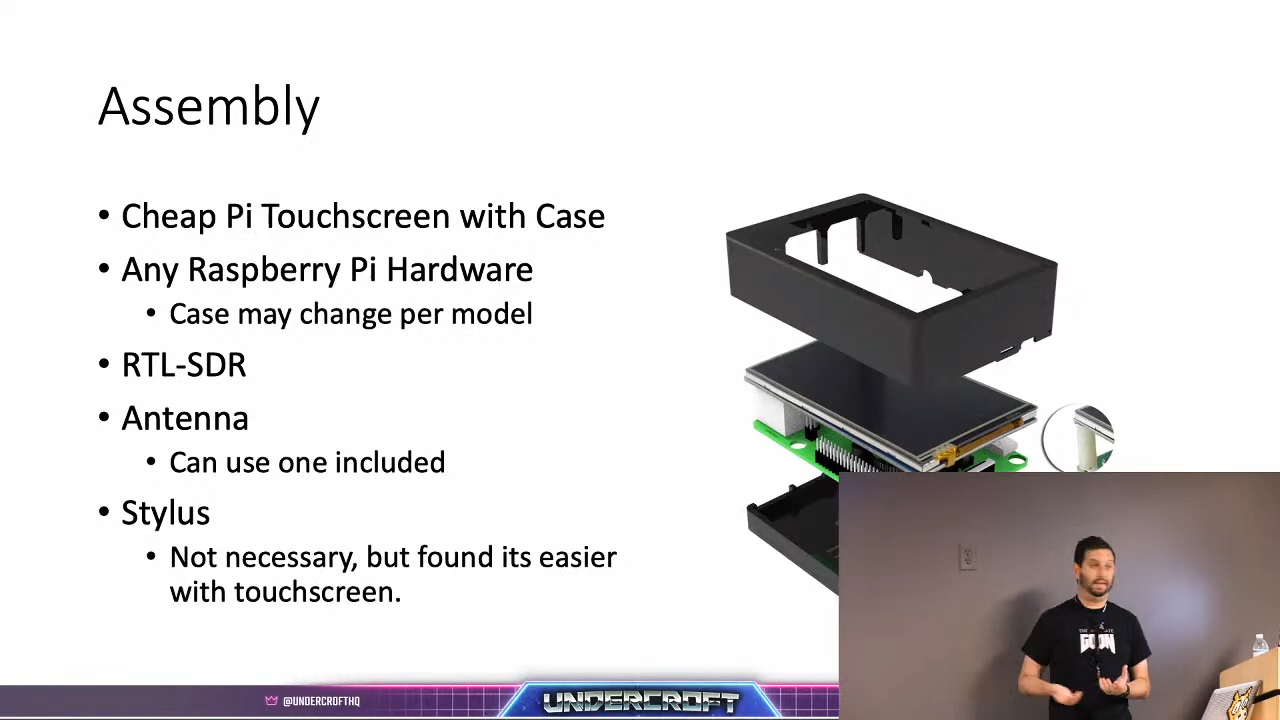 Assembly
• Cheap Pi Touchscreen with Case
• Any Raspberry Pi Hardware
• Case may change per model
• RTL-SDR
• Antenna
• Can use one included
• Stylus
• Not necessary, but found its easier
with touchscreen.
@UNDERCROFTHQ
UNDERCROFT